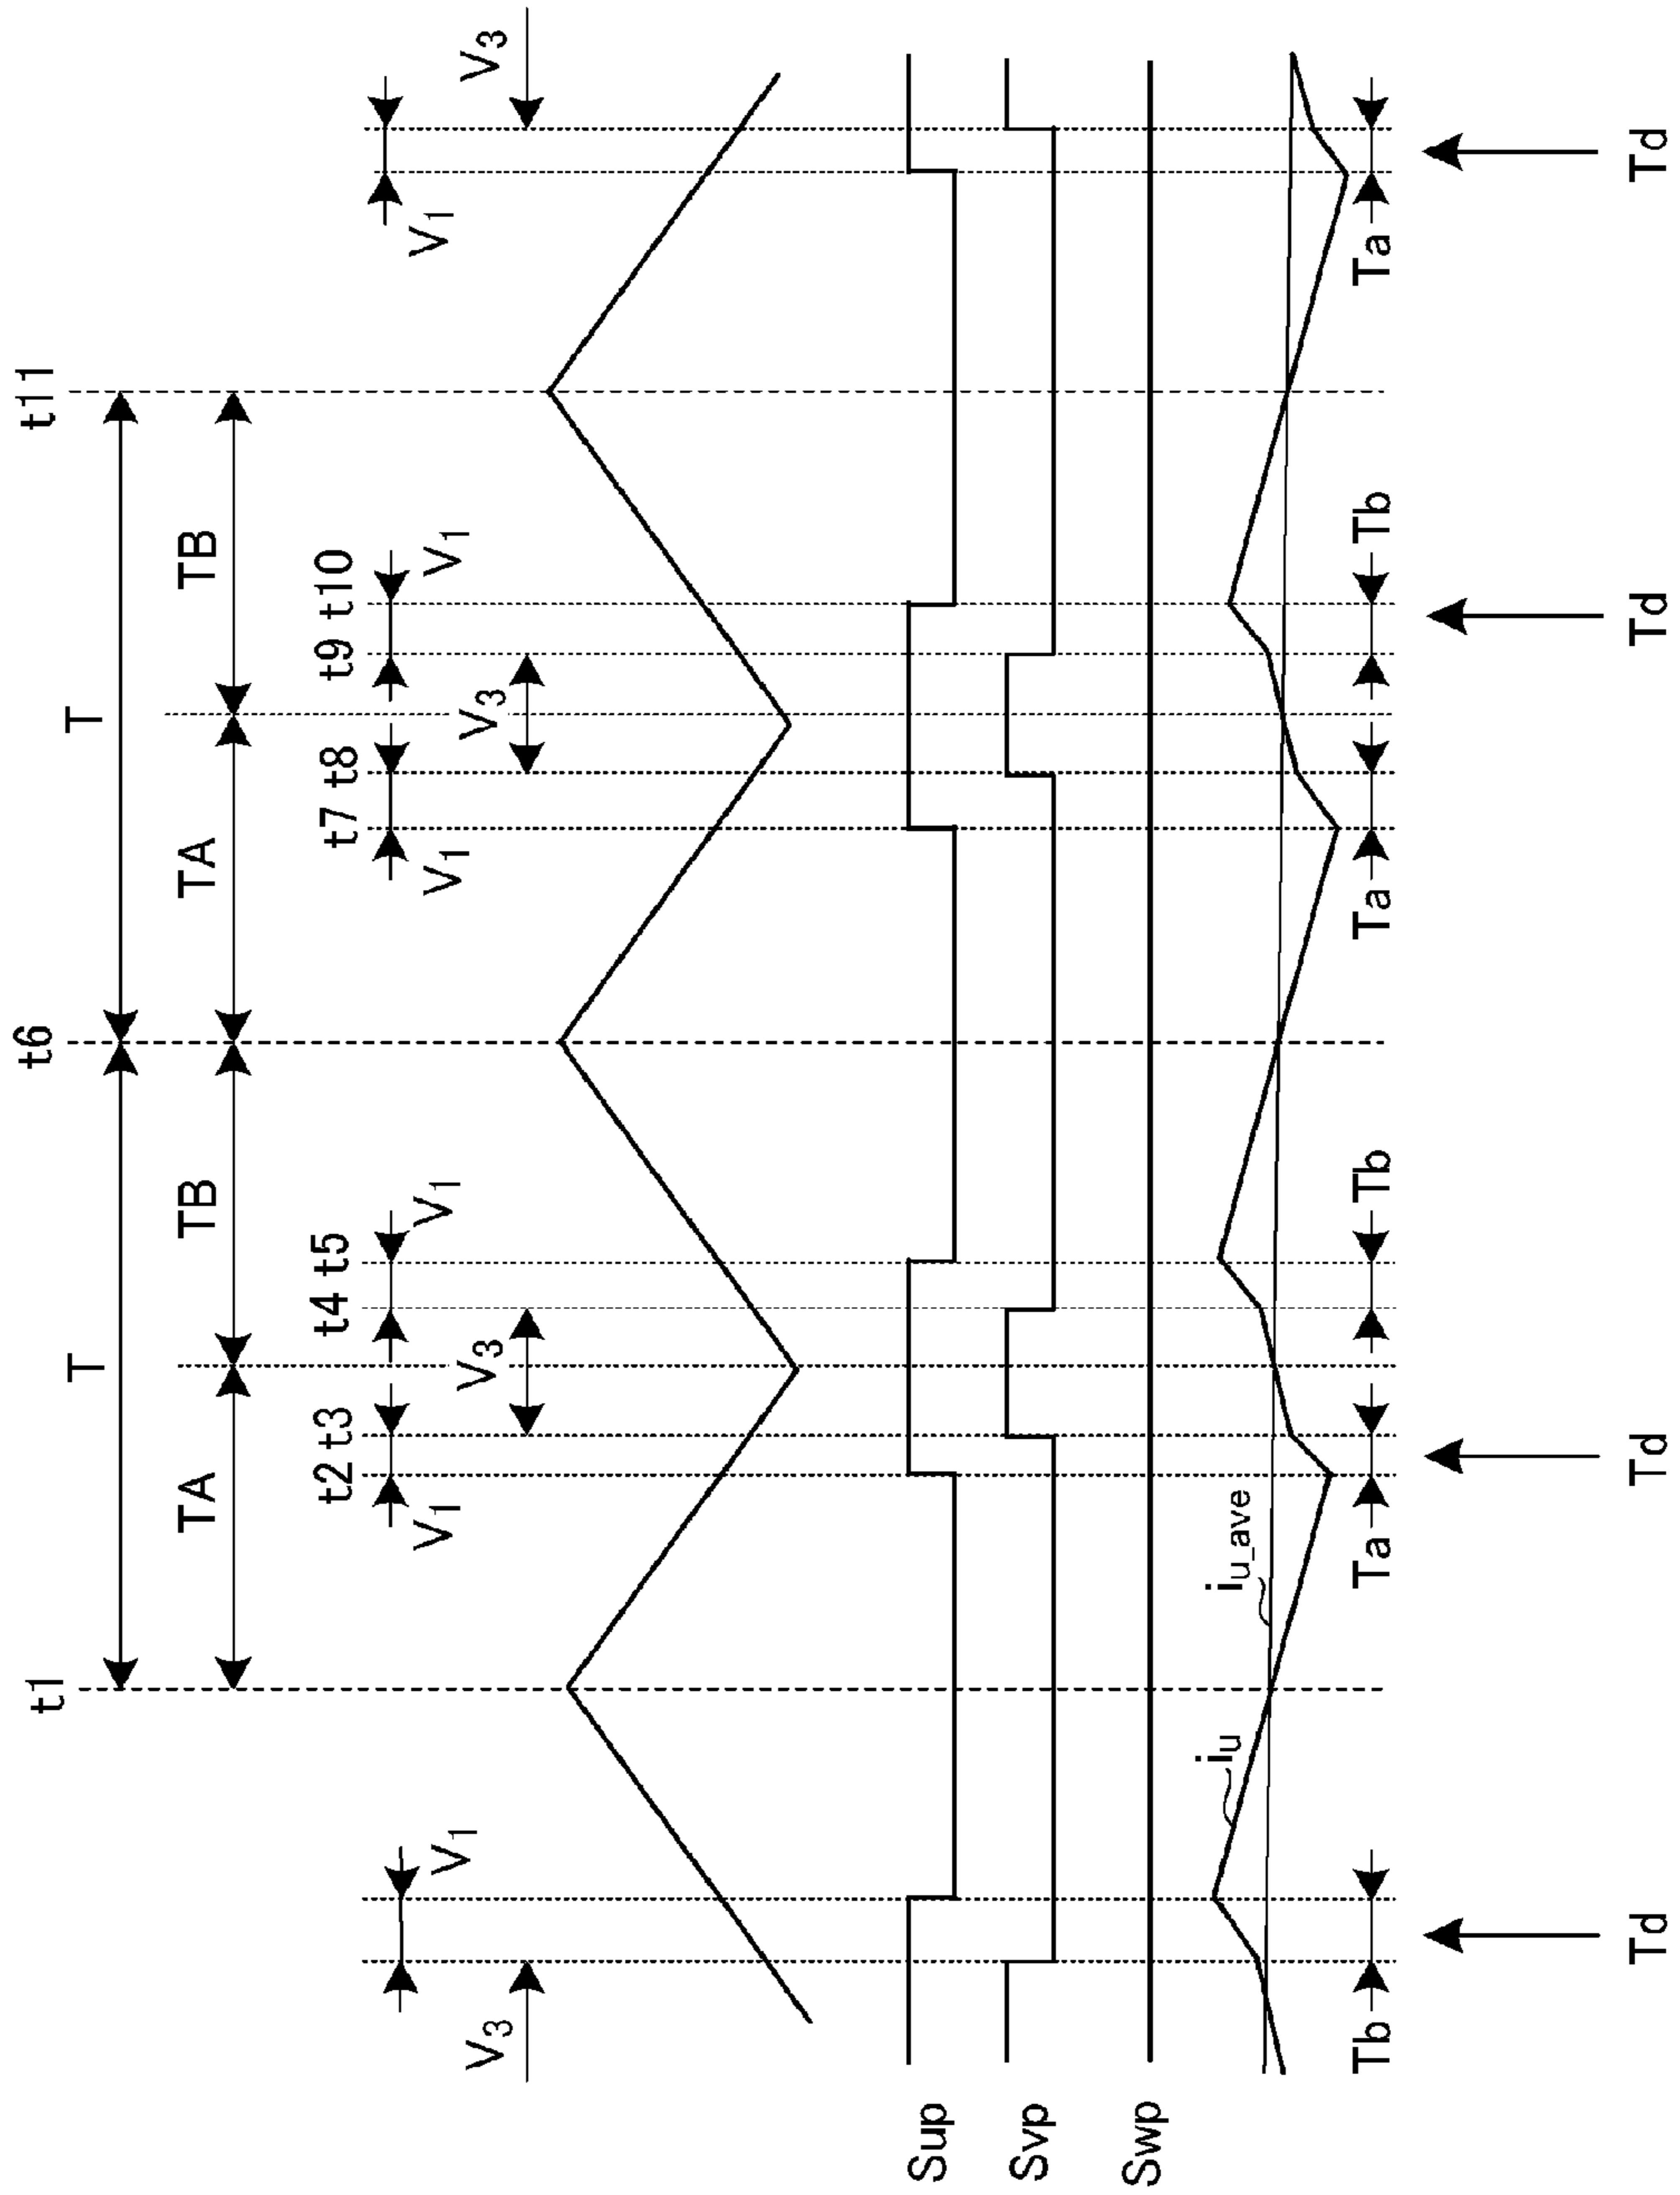 t1 t6 t11
T T
TA TB TA TB
t2 t3 t4 t5 t7 t8 t9 t10
V₁ V₁ V₁ V₁ V₁ V₁
V₃ V₃ V₃ V₃
Sup
Svp
Swp
iu iu_ave
Tb Ta Tb Ta Tb Ta
Td Td Td Td